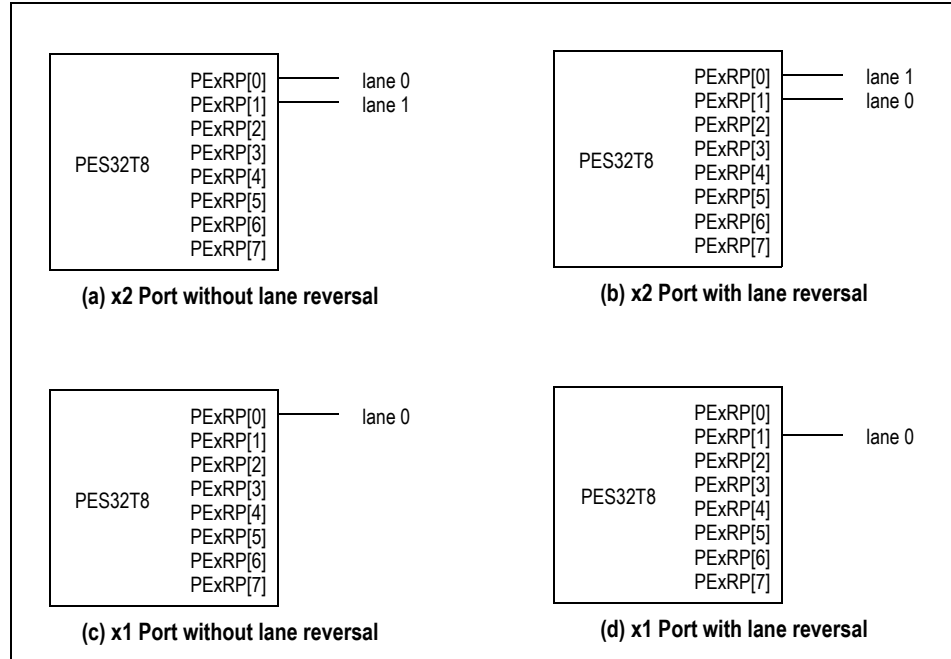 PES32T8
PExRP[0]
PExRP[1]
PExRP[2]
PExRP[3]
PExRP[4]
PExRP[5]
PExRP[6]
PExRP[7]
lane 0
lane 1
(a) x2 Port without lane reversal
PES32T8
PExRP[0]
PExRP[1]
PExRP[2]
PExRP[3]
PExRP[4]
PExRP[5]
PExRP[6]
PExRP[7]
lane 1
lane 0
(b) x2 Port with lane reversal
PES32T8
PExRP[0]
PExRP[1]
PExRP[2]
PExRP[3]
PExRP[4]
PExRP[5]
PExRP[6]
PExRP[7]
lane 0
(c) x1 Port without lane reversal
PES32T8
PExRP[0]
PExRP[1]
PExRP[2]
PExRP[3]
PExRP[4]
PExRP[5]
PExRP[6]
PExRP[7]
lane 0
(d) x1 Port with lane reversal